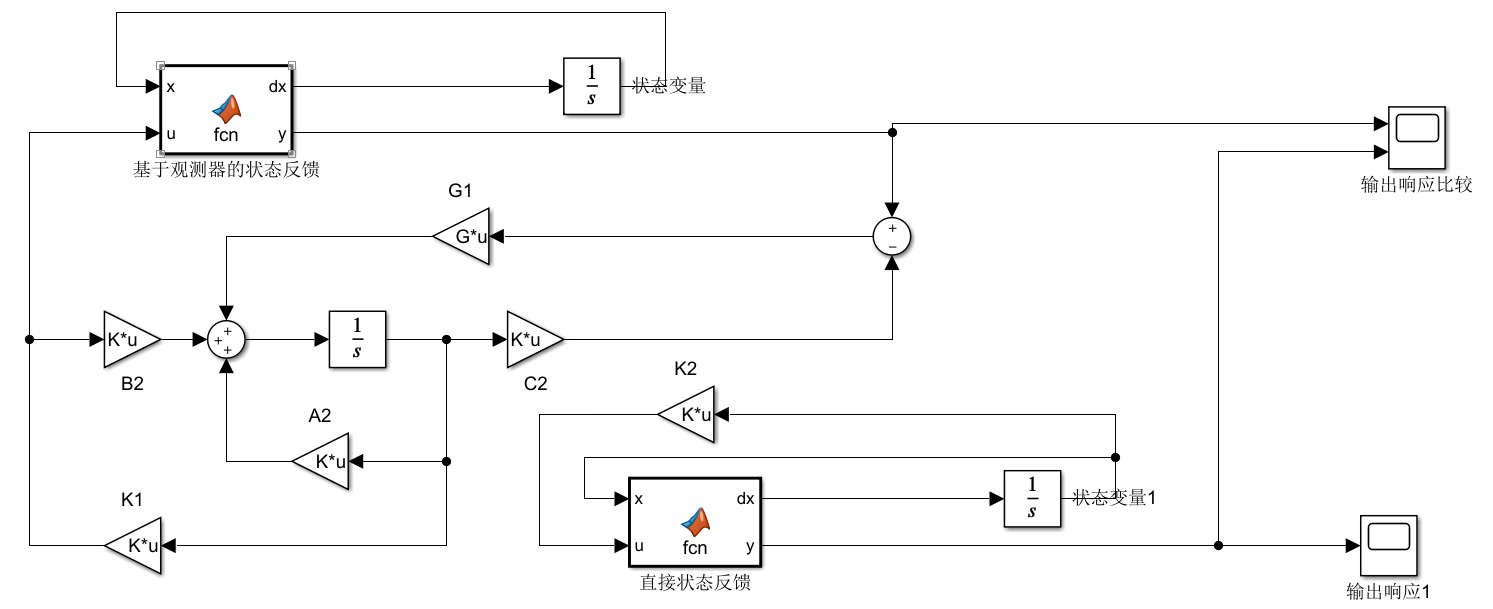 1
s
状态变量
x
dx
u
fcn
y
基于观测器的状态反馈
输出响应比较
G1
G*u
+
−
K*u
B2
+
+
+
1
s
K*u
C2
K2
K*u
A2
K*u
K1
K*u
x
dx
u
fcn
y
直接状态反馈
1
s
状态变量1
输出响应1